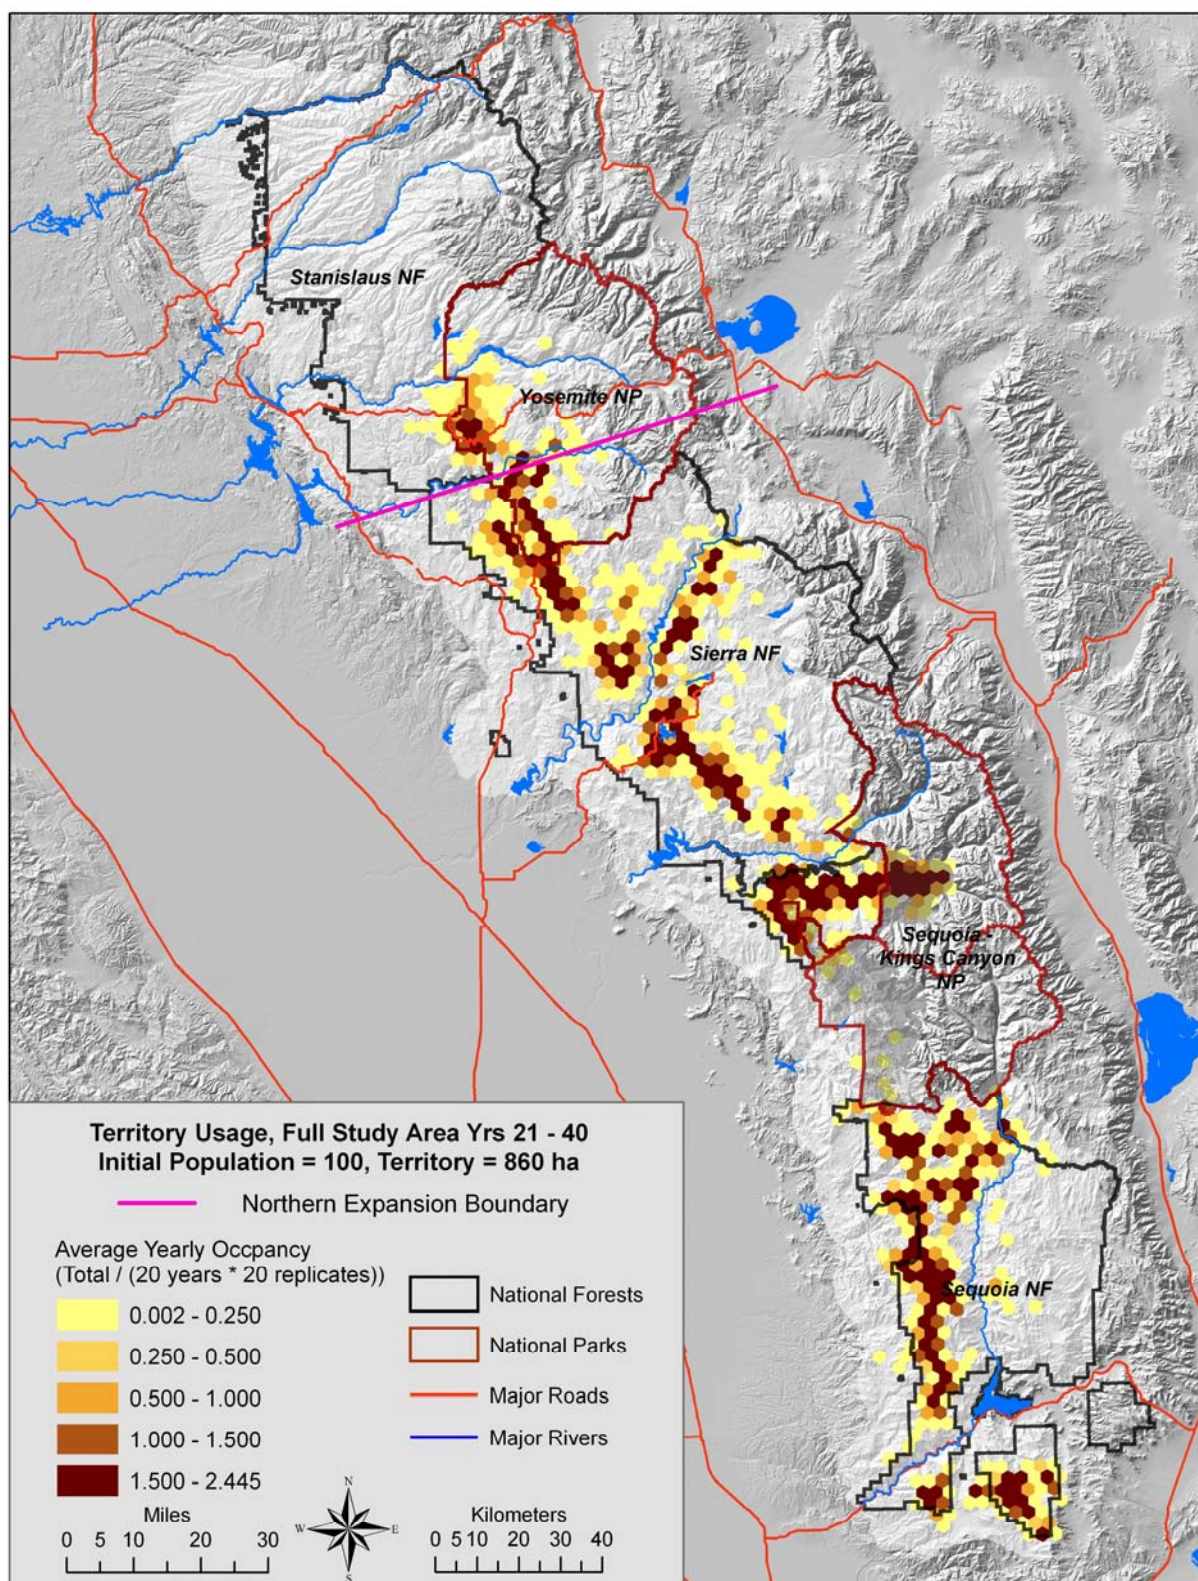 Stanislaus NF
Yosemite NP
Sierra NF
Sequoia -
Kings Canyon
NP
Sequoia NF
Territory Usage, Full Study Area Yrs 21 - 40
Initial Population = 100, Territory = 860 ha
Northern Expansion Boundary
Average Yearly Occpancy
(Total / (20 years * 20 replicates))
0.002 - 0.250
0.250 - 0.500
0.500 - 1.000
1.000 - 1.500
1.500 - 2.445
National Forests
National Parks
Major Roads
Major Rivers
Miles
0 5 10 20 30
N
W E
S
Kilometers
0 5 10 20 30 40